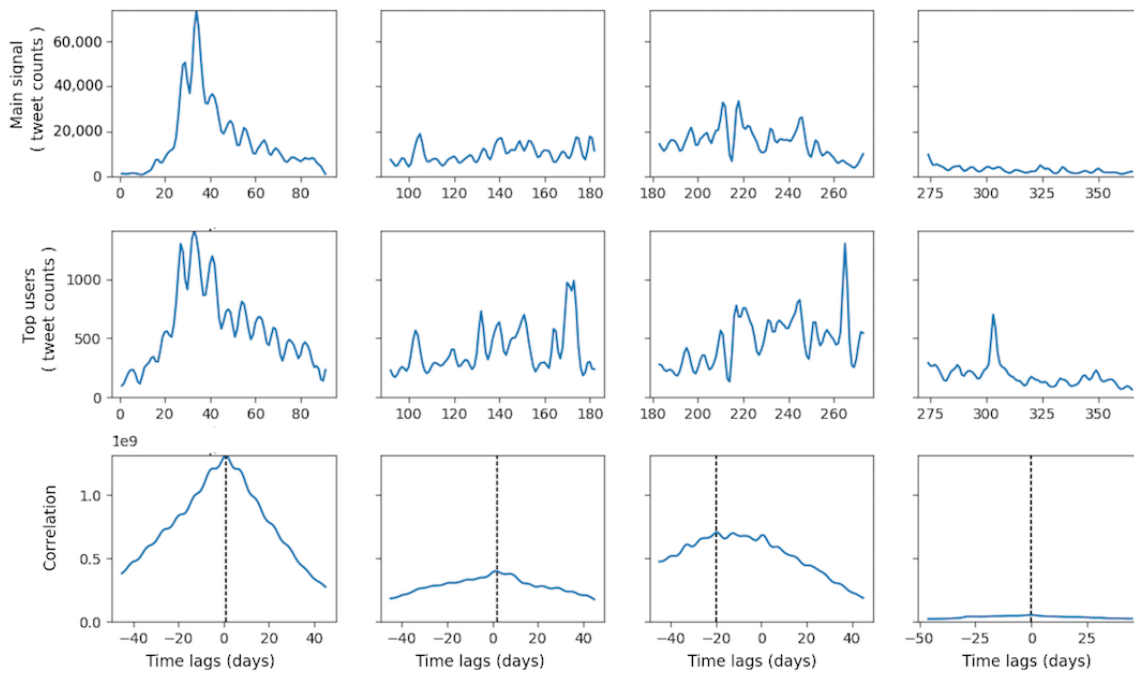 Main signal
( tweet counts )
60,000
40,000
20,000
0
0 20 40 60 80
100 120 140 160 180
180 200 220 240 260
275 300 325 350
Top users
( tweet counts )
1000
500
0
0 20 40 60 80
100 120 140 160 180
180 200 220 240 260
275 300 325 350
1e9
Correlation
1.0
0.5
0.0
−40 −20 0 20 40
−40 −20 0 20 40
−40 −20 0 20 40
−50 −25 0 25
Time lags (days)
Time lags (days)
Time lags (days)
Time lags (days)